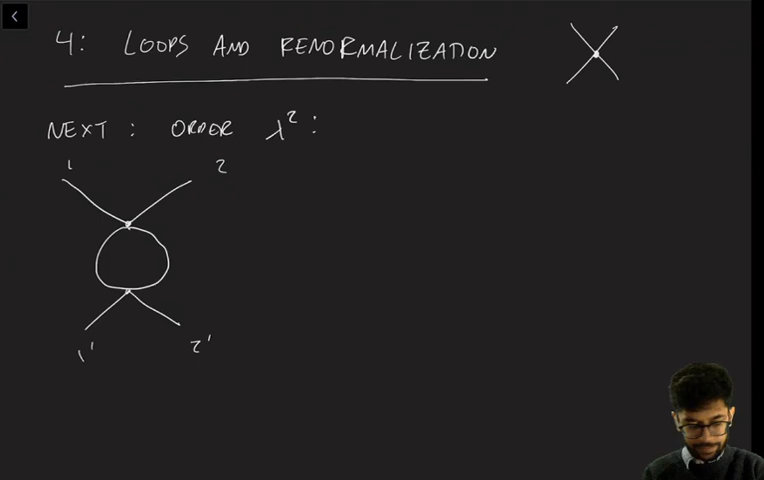 4: LOOPS AND RENORMALIZATION
NEXT : ORDER λ²:
1 2
1' 2'